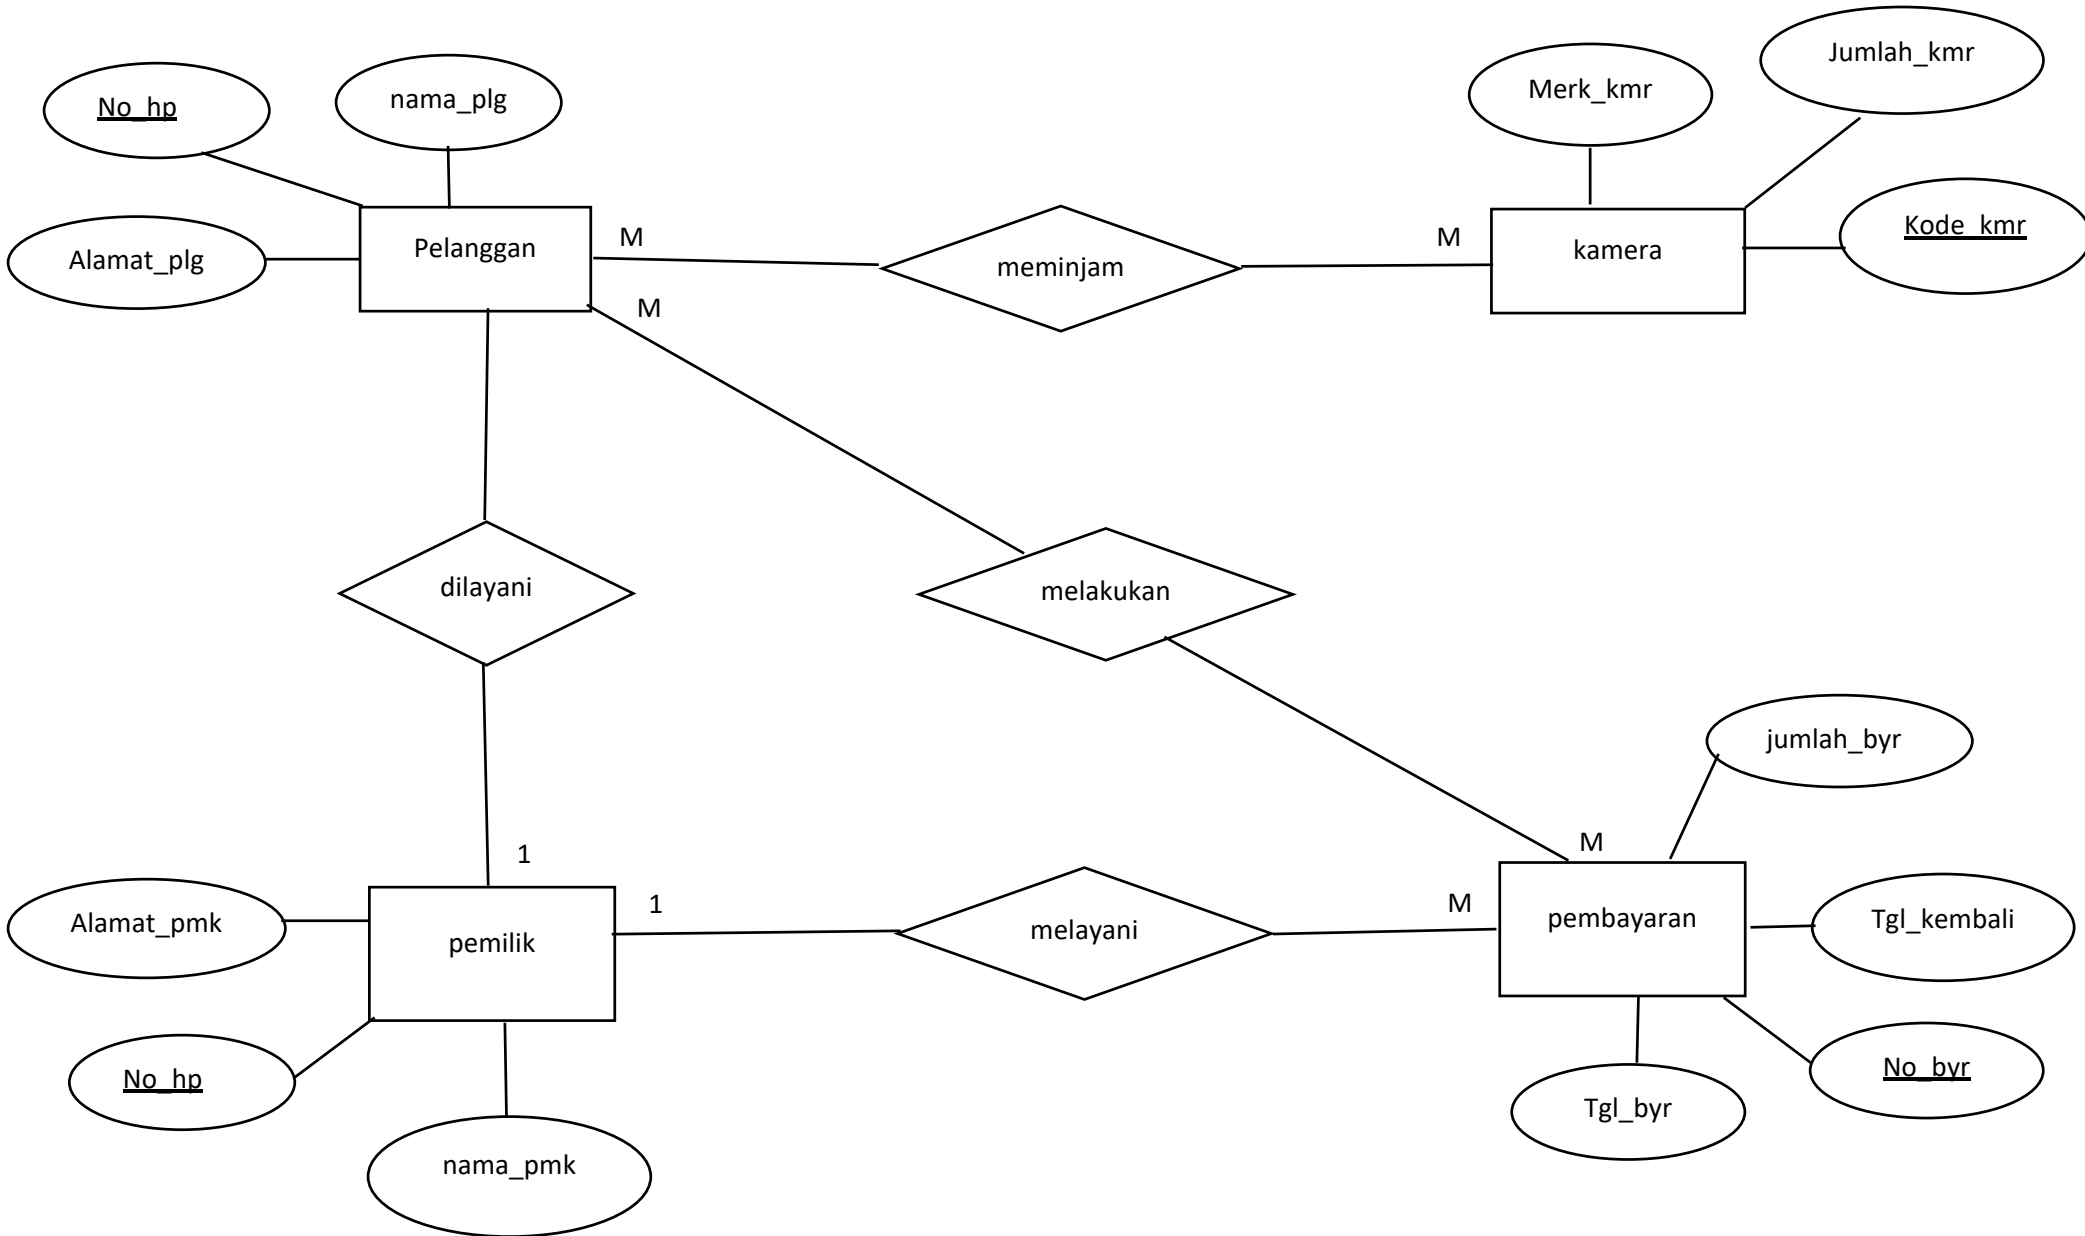 No_hp
nama_plg
Merk_kmr
Jumlah_kmr
Alamat_plg
Pelanggan
M
meminjam
M
kamera
Kode_kmr
M
dilayani
melakukan
jumlah_byr
1
M
Alamat_pmk
pemilik
1
melayani
M
pembayaran
Tgl_kembali
No_hp
nama_pmk
Tgl_byr
No_byr